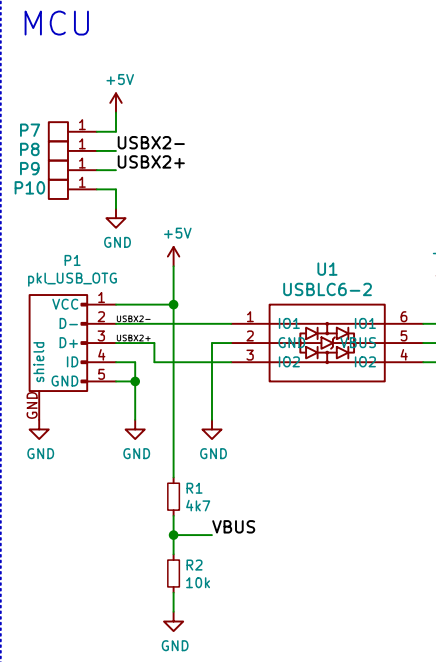 MCU
+5V
P7 1
P8 1 USBX2-
P9 1 USBX2+
P10 1
GND
+5V
P1
pkl_USB_OTG
VCC 1
D- 2 USBX2-
D+ 3 USBX2+
ID 4
GND 5
shield
GND
GND
GND
GND
U1
USBLC6-2
1 IO1 IO1 6
2 GND VBUS 5
3 IO2 IO2 4
R1
4k7
VBUS
R2
10k
GND